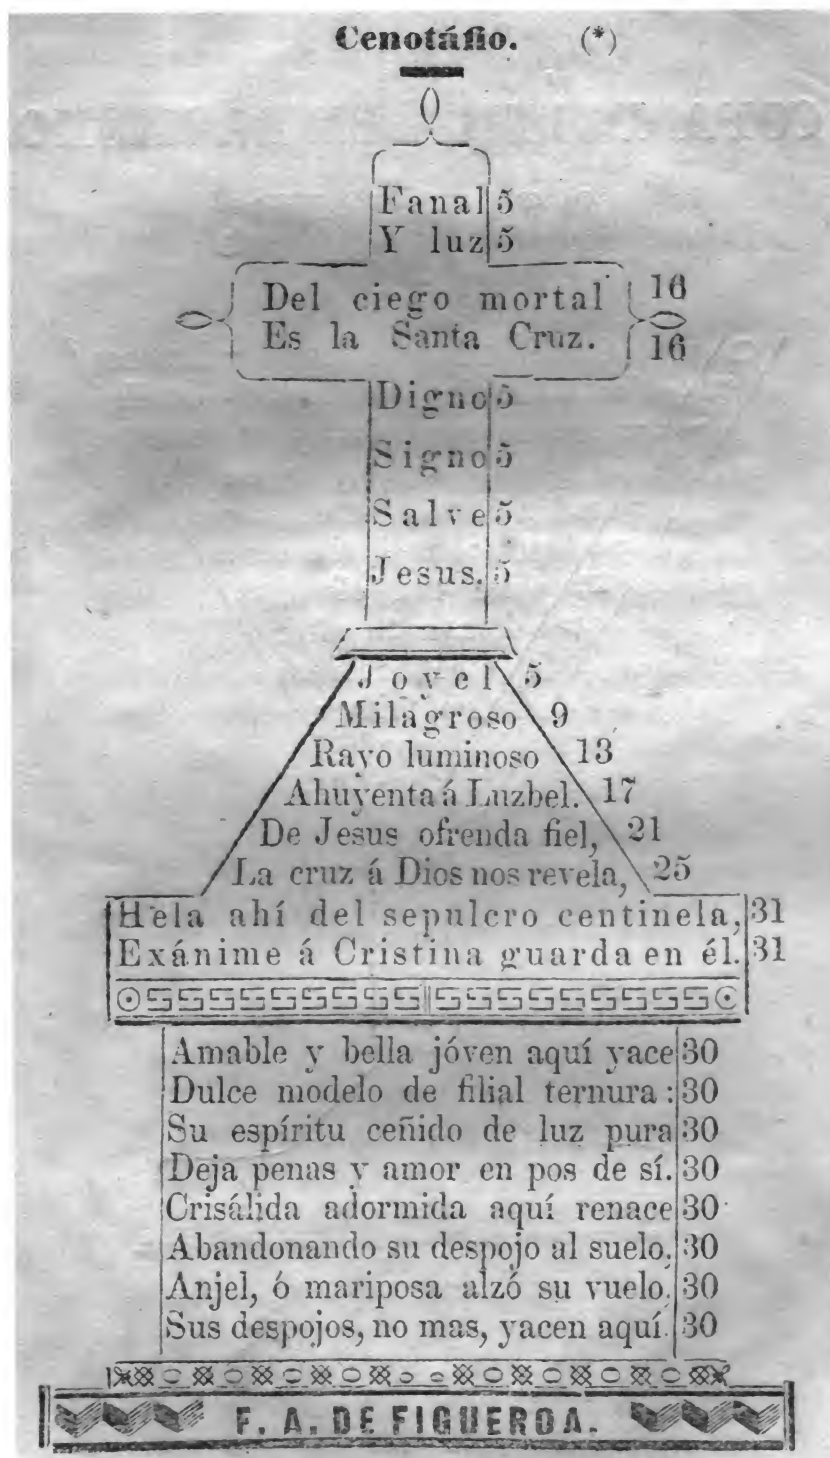 Cenotáfio. (*)
Fanal 5
Y luz 5
Del ciego mortal 16
Es la Santa Cruz. 16
Digno 5
Signo 5
Salve 5
Jesus. 5
Joyel 5
Milagroso 9
Rayo luminoso 13
Ahuyenta á Luzbel. 17
De Jesus ofrenda fiel, 21
La cruz á Dios nos revela, 25
Hela ahí del sepulcro centinela, 31
Exánime á Cristina guarda en él. 31
Amable y bella jóven aquí yace 30
Dulce modelo de filial ternura: 30
Su espíritu ceñido de luz pura 30
Deja penas y amor en pos de sí. 30
Crisálida adormida aquí renace 30
Abandonando su despojo al suelo, 30
Anjel, ó mariposa alzó su vuelo, 30
Sus despojos, no mas, yacen aquí. 30
F. A. DE FIGUEROA.